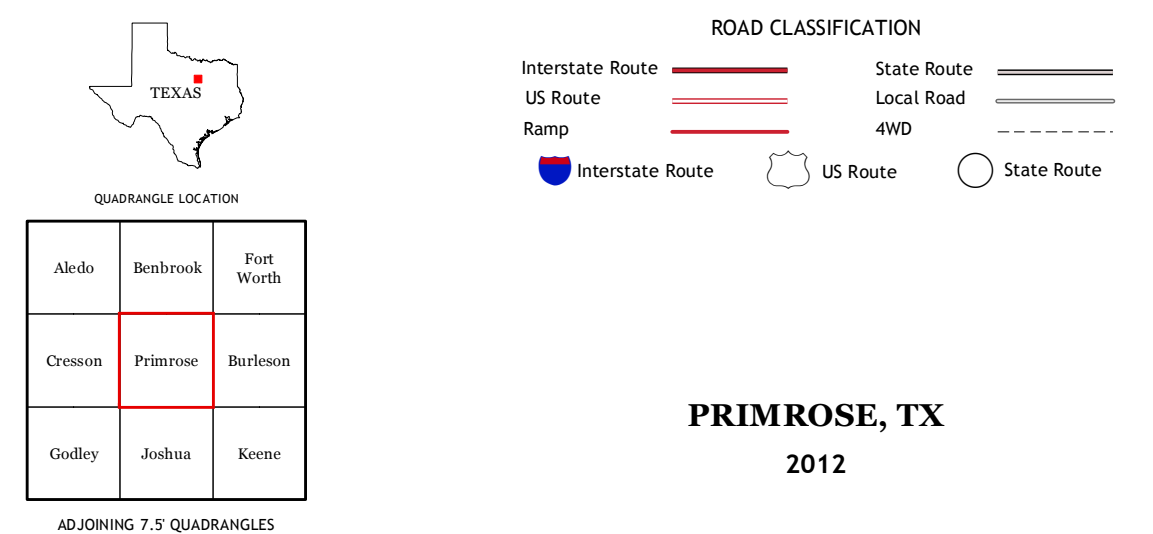 TEXAS
QUADRANGLE LOCATION
Aledo
Benbrook
Fort
Worth
Cresson
Primrose
Burleson
Godley
Joshua
Keene
ADJOINING 7.5' QUADRANGLES
ROAD CLASSIFICATION
Interstate Route
State Route
US Route
Local Road
Ramp
4WD
Interstate Route
US Route
State Route
PRIMROSE, TX
2012